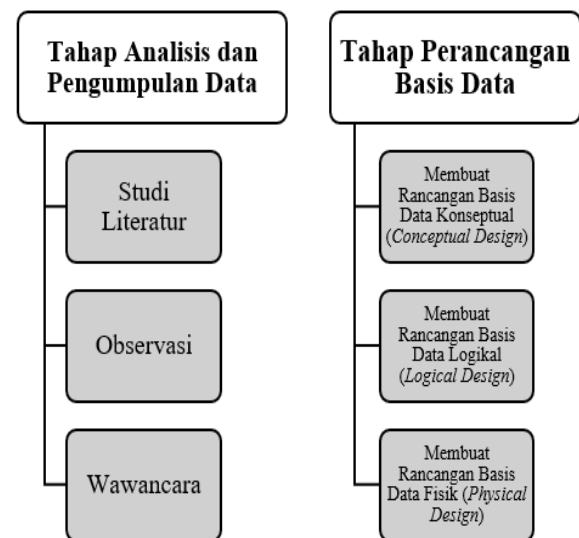 Tahap Analisis dan
Pengumpulan Data
Studi
Literatur
Observasi
Wawancara
Tahap Perancangan
Basis Data
Membuat
Rancangan Basis
Data Konseptual
(Conceptual Design)
Membuat
Rancangan Basis
Data Logikal
(Logical Design)
Membuat
Rancangan Basis
Data Fisik (Physical
Design)